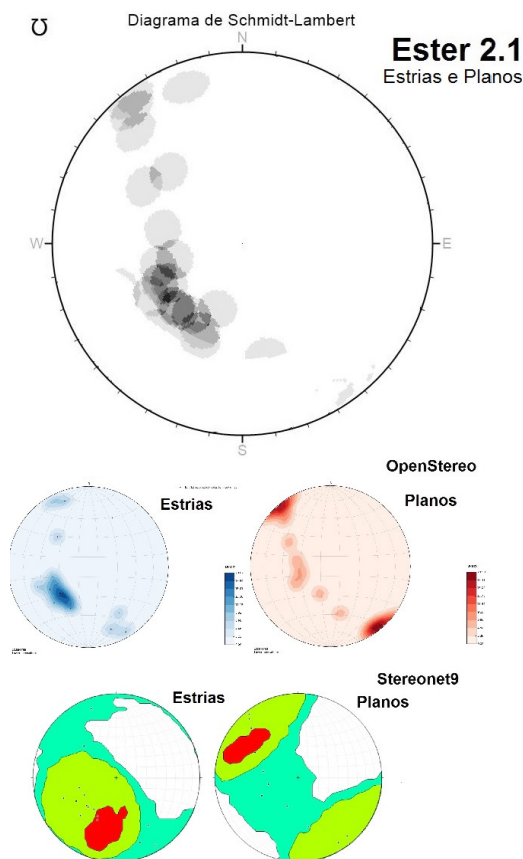 Ʊ
Diagrama de Schmidt-Lambert
Ester 2.1
Estrias e Planos
N
W
E
S
OpenStereo
Estrias
Planos
Stereonet9
Estrias
Planos